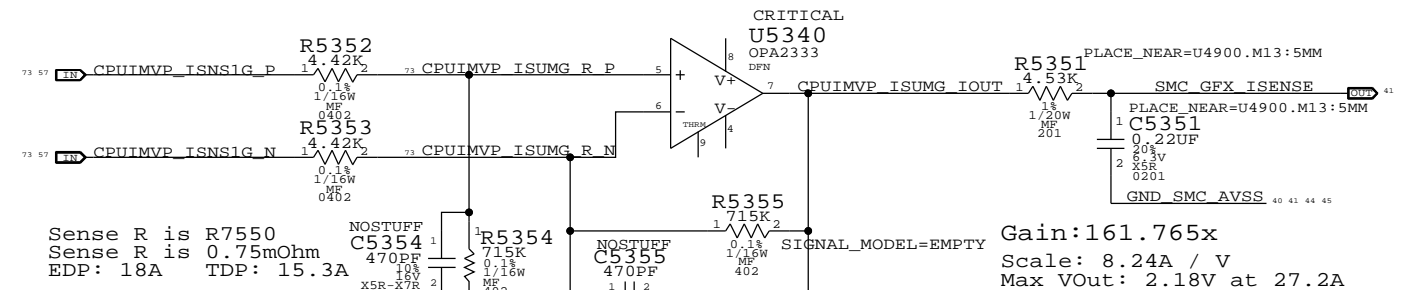 CRITICAL
U5340
OPA2333
DFN
R5352
4.42K
73 57 IN CPUIMVP_ISNS1G_P 1 2 73 CPUIMVP_ISUMG_R_P 5 + 8 V+
0.1%
1/16W
MF
0402
6 - V- 7 CPUIMVP_ISUMG_IOUT
THRM
9 4
R5351
PLACE_NEAR=U4900.M13:5MM
4.53K
1 2 SMC_GFX_ISENSE OUT 41
1%
1/20W
MF
201
PLACE_NEAR=U4900.M13:5MM
1 C5351
0.22UF
20%
6.3V
2 X5R
0201
GND_SMC_AVSS 40 41 44 45
R5353
4.42K
73 57 IN CPUIMVP_ISNS1G_N 1 2 73 CPUIMVP_ISUMG_R_N
0.1%
1/16W
MF
0402
R5355
715K
1 2
0.1%
1/16W
MF
402
SIGNAL_MODEL=EMPTY
Sense R is R7550
Sense R is 0.75mOhm
EDP: 18A TDP: 15.3A
NOSTUFF
C5354 1
470PF
10%
16V
X5R-X7R 2
1 R5354
715K
0.1%
1/16W
MF
NOSTUFF
C5355
470PF
1 2
Gain:161.765x
Scale: 8.24A / V
Max VOut: 2.18V at 27.2A